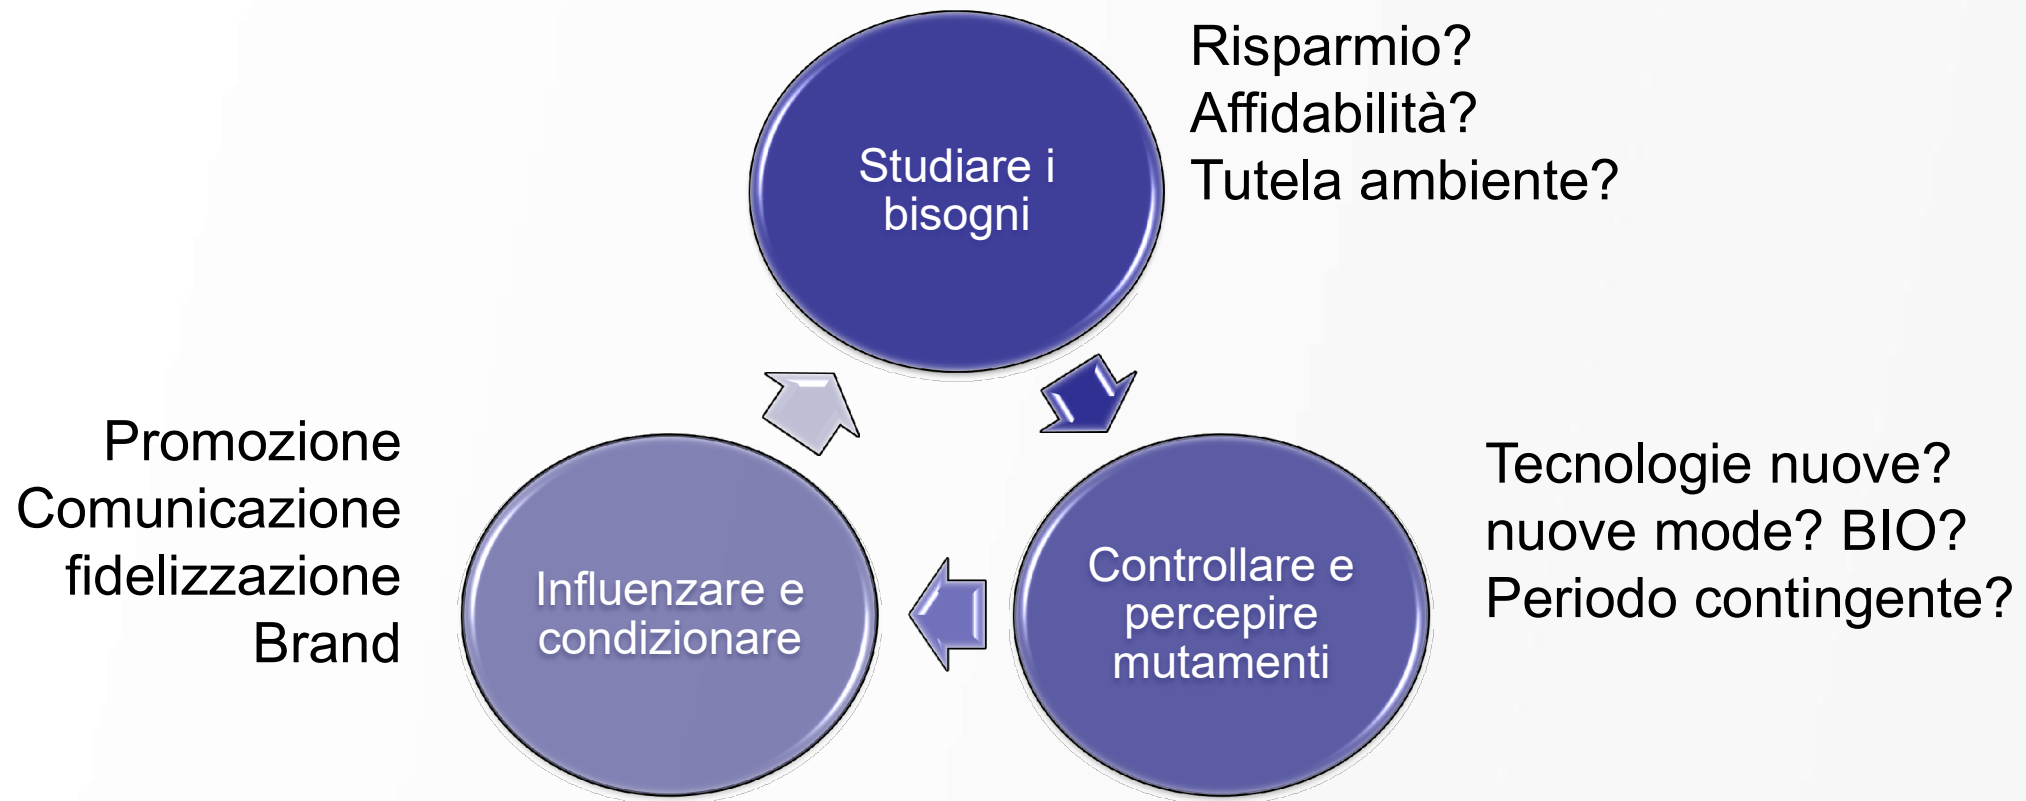 Studiare i
bisogni
Risparmio?
Affidabilità?
Tutela ambiente?
Controllare e
percepire
mutamenti
Tecnologie nuove?
nuove mode? BIO?
Periodo contingente?
Influenzare e
condizionare
Promozione
Comunicazione
fidelizzazione
Brand